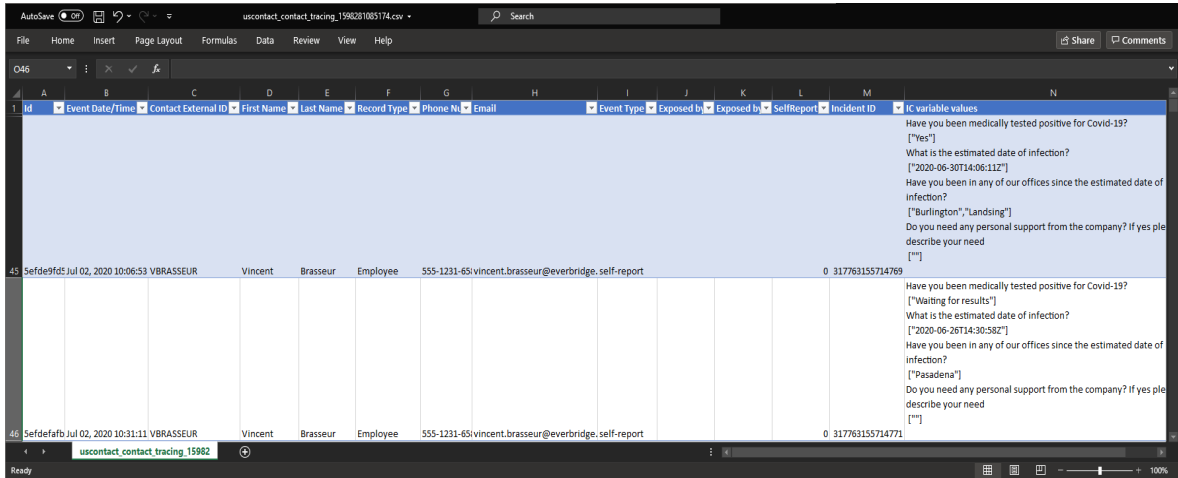 AutoSave Off uscontact_contact_tracing_1598281085174.csv Search
File Home Insert Page Layout Formulas Data Review View Help Share Comments
O46 fx
A B C D E F G H I J K L M N
1 Id Event Date/Time Contact External ID First Name Last Name Record Type Phone Nu Email Event Type Exposed by Exposed by SelfReport Incident ID IC variable values
Have you been medically tested positive for Covid-19?
["Yes"]
What is the estimated date of infection?
["2020-06-30T14:06:11Z"]
Have you been in any of our offices since the estimated date of
infection?
["Burlington","Landsing"]
Do you need any personal support from the company? If yes ple
describe your need
[""]
45 5efde9fd5 Jul 02, 2020 10:06:53 VBRASSEUR Vincent Brasseur Employee 555-1231-65 vincent.brasseur@everbridge. self-report 0 317763155714769
Have you been medically tested positive for Covid-19?
["Waiting for results"]
What is the estimated date of infection?
["2020-06-26T14:30:58Z"]
Have you been in any of our offices since the estimated date of
infection?
["Pasadena"]
Do you need any personal support from the company? If yes ple
describe your need
[""]
46 5efdefafb Jul 02, 2020 10:31:11 VBRASSEUR Vincent Brasseur Employee 555-1231-65 vincent.brasseur@everbridge. self-report 0 317763155714771
uscontact_contact_tracing_15982
Ready 100%